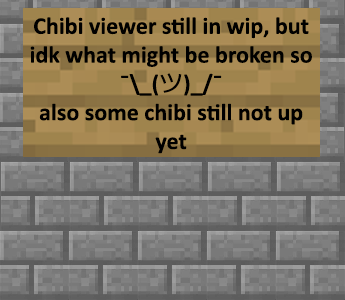 Chibi viewer still in wip, but
idk what might be broken so
¯\_(ツ)_/¯
also some chibi still not up
yet